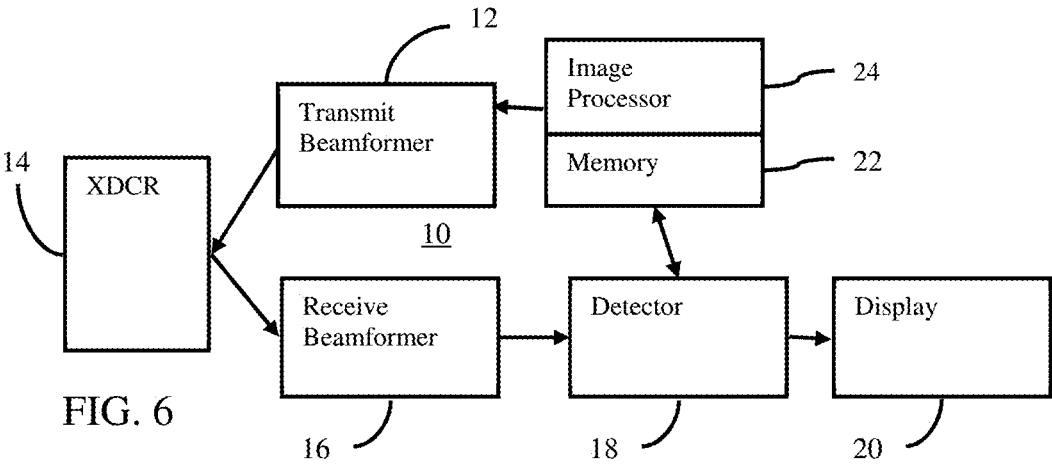 12
Image
Processor
24
Transmit
Beamformer
14
XDCR
Memory
22
10
Receive
Beamformer
Detector
Display
FIG. 6
16
18
20